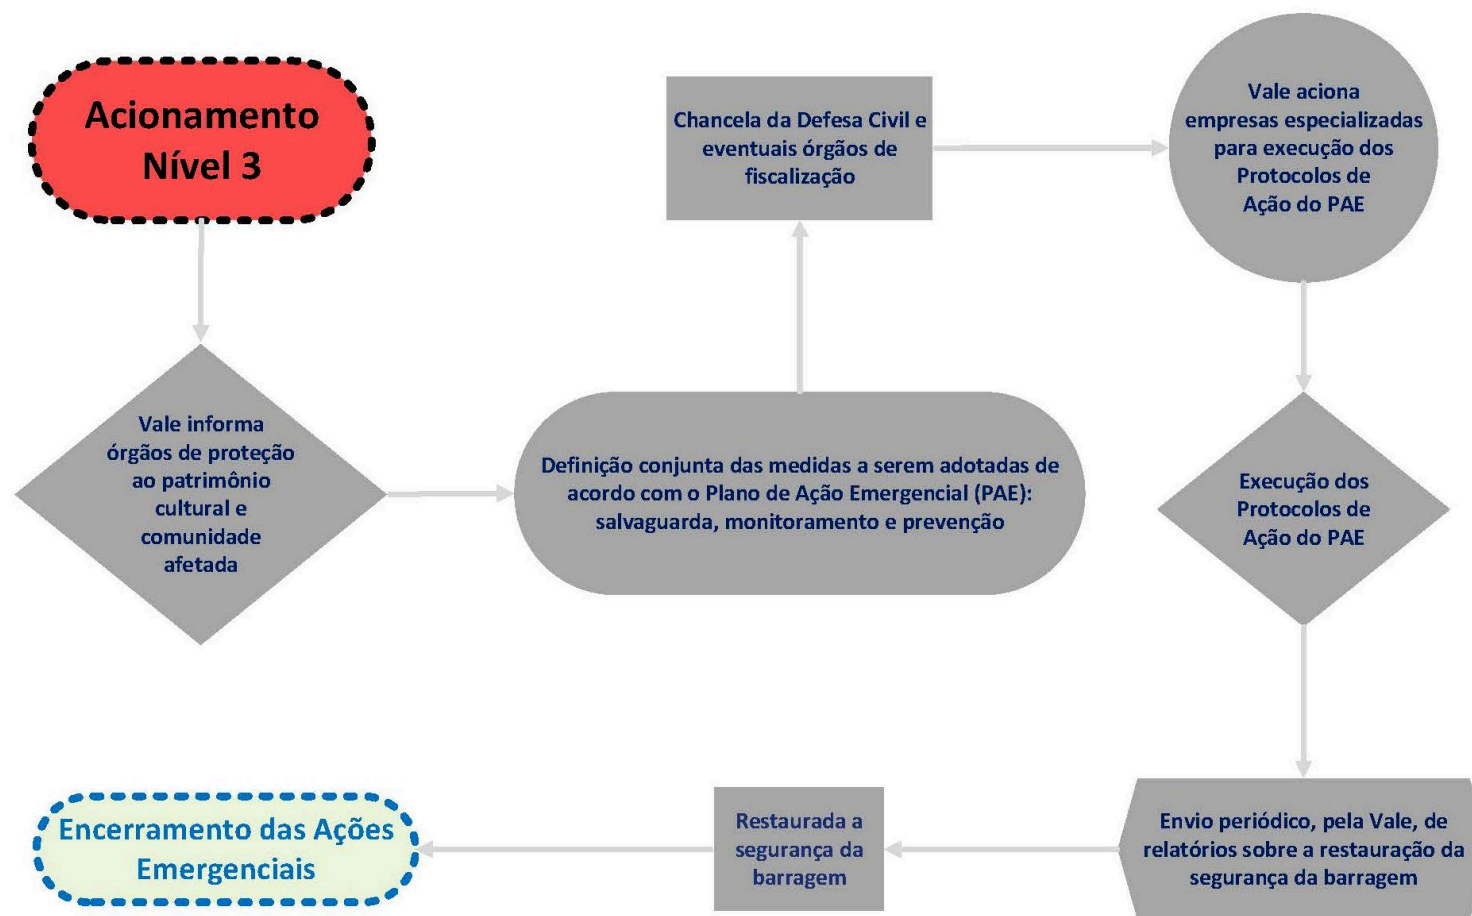 Acionamento
Nível 3
Vale informa
órgãos de proteção
ao patrimônio
cultural e
comunidade
afetada
Definição conjunta das medidas a serem adotadas de
acordo com o Plano de Ação Emergencial (PAE):
salvaguarda, monitoramento e prevenção
Chancela da Defesa Civil e
eventuais órgãos de
fiscalização
Vale aciona
empresas especializadas
para execução dos
Protocolos de
Ação do PAE
Execução dos
Protocolos de
Ação do PAE
Envio periódico, pela Vale, de
relatórios sobre a restauração da
segurança da barragem
Restaurada a
segurança da
barragem
Encerramento das Ações
Emergenciais